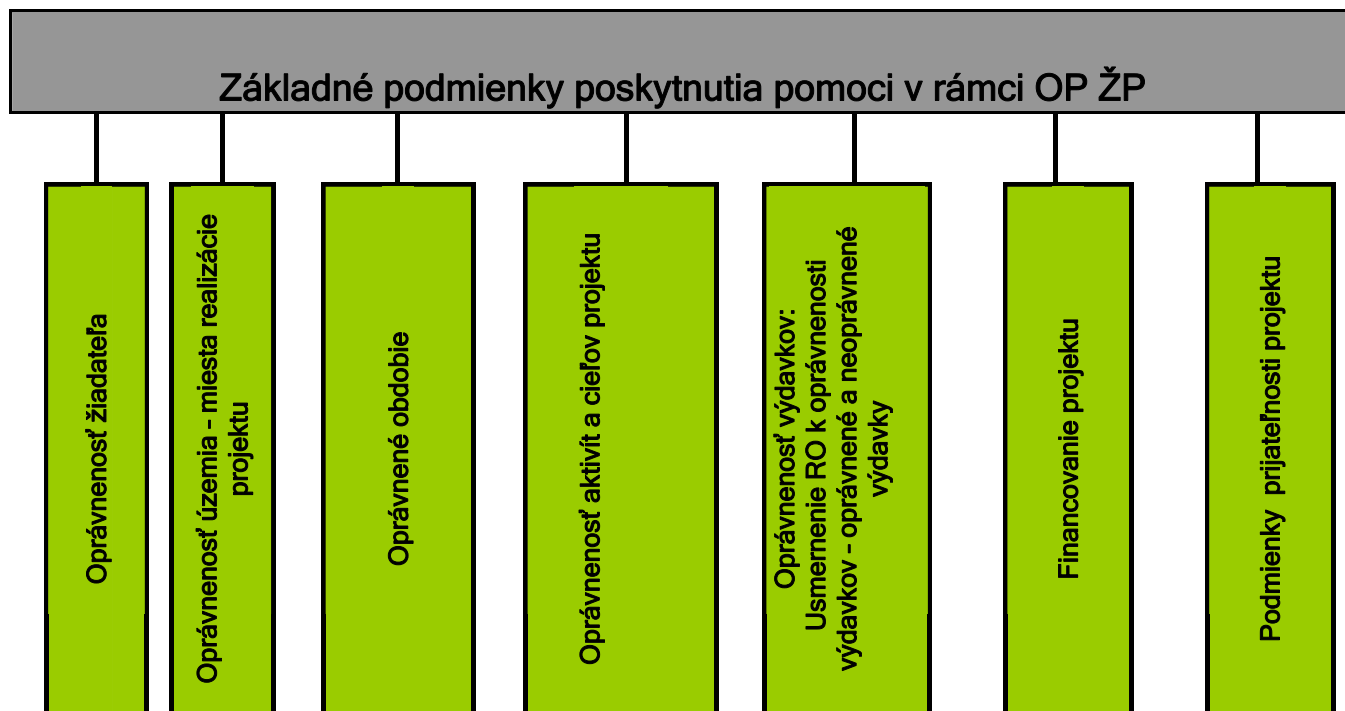 Základné podmienky poskytnutia pomoci v rámci OP ŽP
Oprávnenosť žiadateľa
Oprávnenosť územia - miesta realizácie
projektu
Oprávnené obdobie
Oprávnenosť aktivít a cieľov projektu
Oprávnenosť výdavkov:
Usmernenie RO k oprávnenosti
výdavkov - oprávnené a neoprávnené
výdavky
Financovanie projektu
Podmienky prijateľnosti projektu